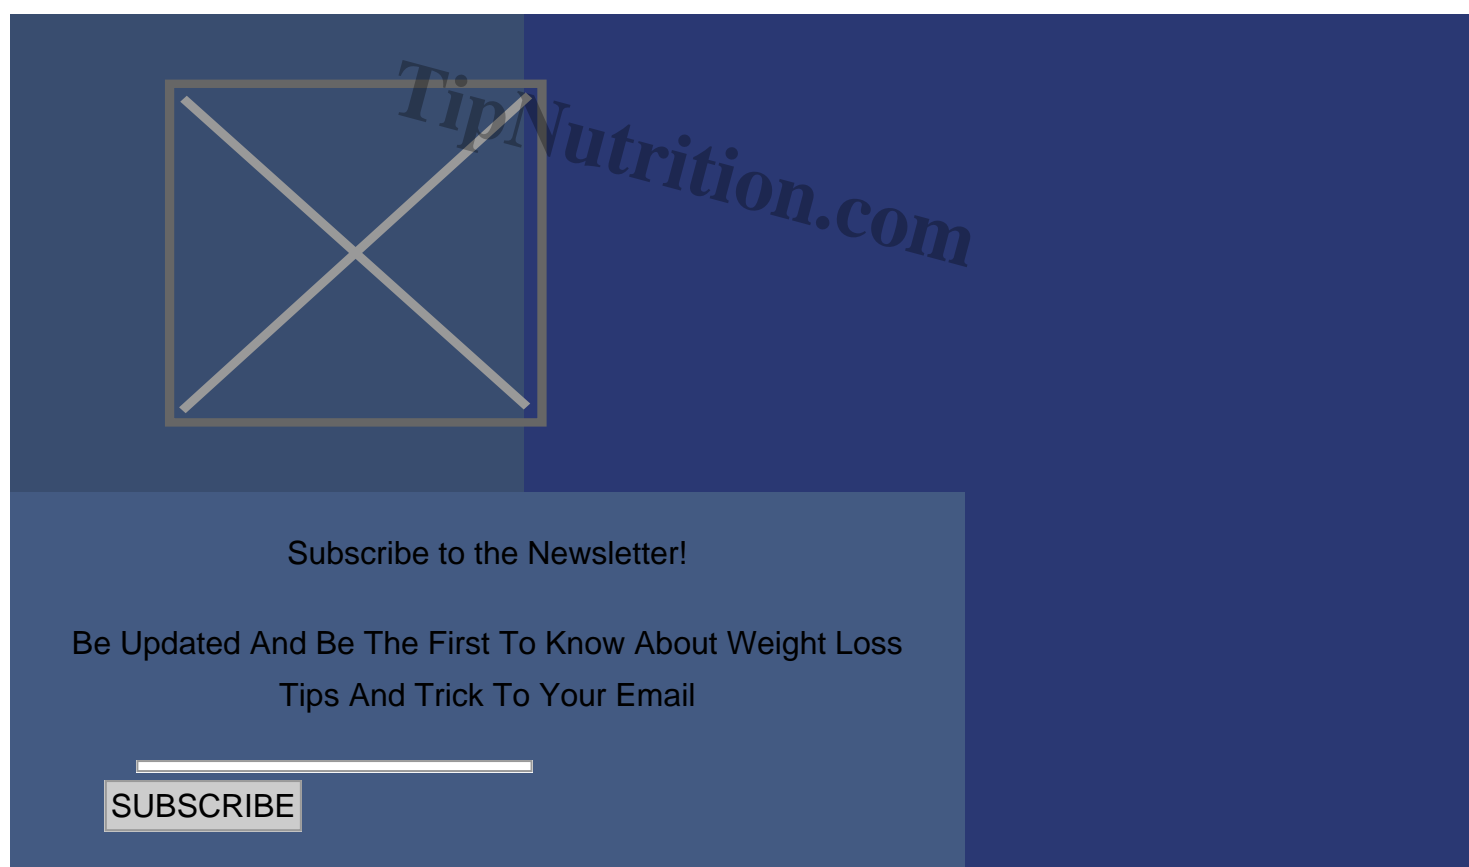 TipNutrition.com
Subscribe to the Newsletter!
Be Updated And Be The First To Know About Weight Loss
Tips And Trick To Your Email
SUBSCRIBE